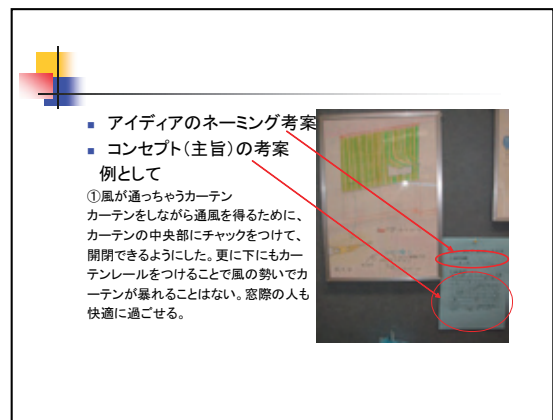 アイディアのネーミング考案
コンセプト(主旨)の考案
例として
①風が通っちゃうカーテン
カーテンをしながら通風を得るために、
カーテンの中央部にチャックをつけて、
開閉できるようにした。更に下にもカー
テンレールをつけることで風の勢いでカ
ーテンが暴れることはない。窓際の人も
快適に過ごせる。